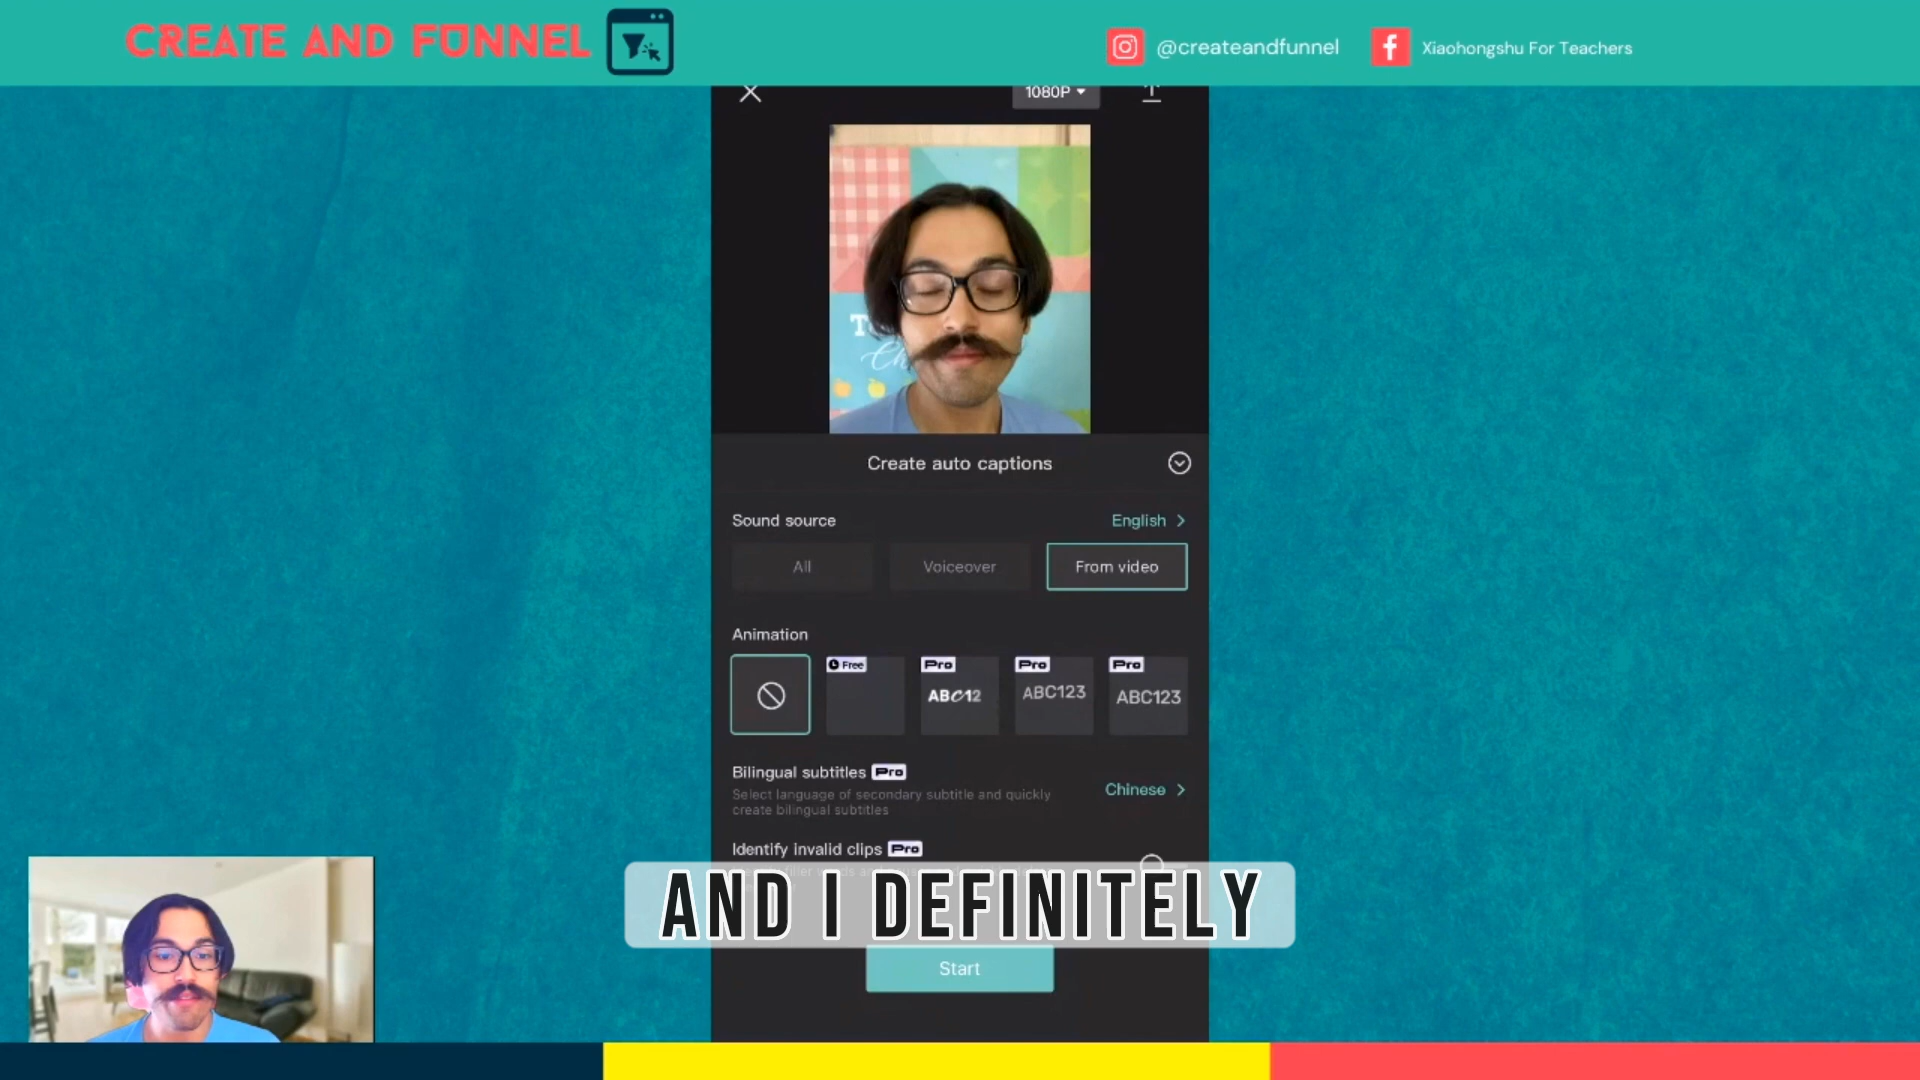 CREATE AND FUNNEL
@createandfunnel
Xiaohongshu For Teachers
1080P
Create auto captions
Sound source
English
All
Voiceover
From video
Animation
Free
Pro
Pro
Pro
ABC12
ABC123
ABC123
Bilingual subtitles Pro
Select language of secondary subtitle and quickly
create bilingual subtitles
Chinese
Identify invalid clips Pro
AND I DEFINITELY
Start